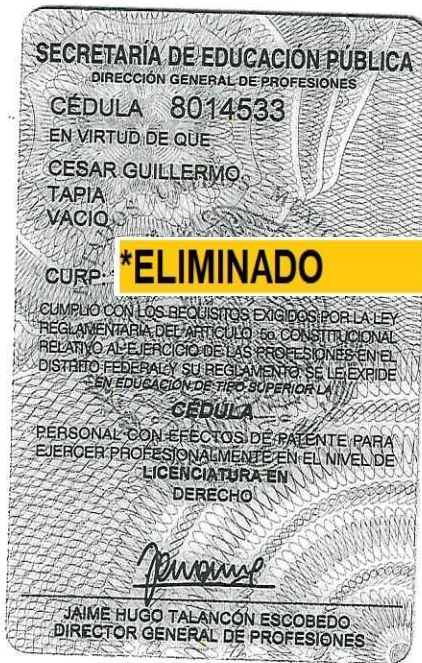 SECRETARÍA DE EDUCACIÓN PÚBLICA
DIRECCIÓN GENERAL DE PROFESIONES
CÉDULA 8014533
EN VIRTUD DE QUE
CESAR GUILLERMO
TAPIA
VACIO
CURP: *ELIMINADO
CUMPLIO CON LOS REQUISITOS EXIGIDOS POR LA LEY
REGLAMENTARIA DEL ARTICULO 5o. CONSTITUCIONAL
RELATIVO AL EJERCICIO DE LAS PROFESIONES EN EL
DISTRITO FEDERAL Y SU REGLAMENTO SE LE EXPIDE
EN EDUCACIÓN DE TIPO SUPERIOR LA
CÉDULA
PERSONAL CON EFECTOS DE PATENTE PARA
EJERCER PROFESIONALMENTE EN EL NIVEL DE
LICENCIATURA EN
DERECHO
JAIME HUGO TALANCÓN ESCOBEDO
DIRECTOR GENERAL DE PROFESIONES